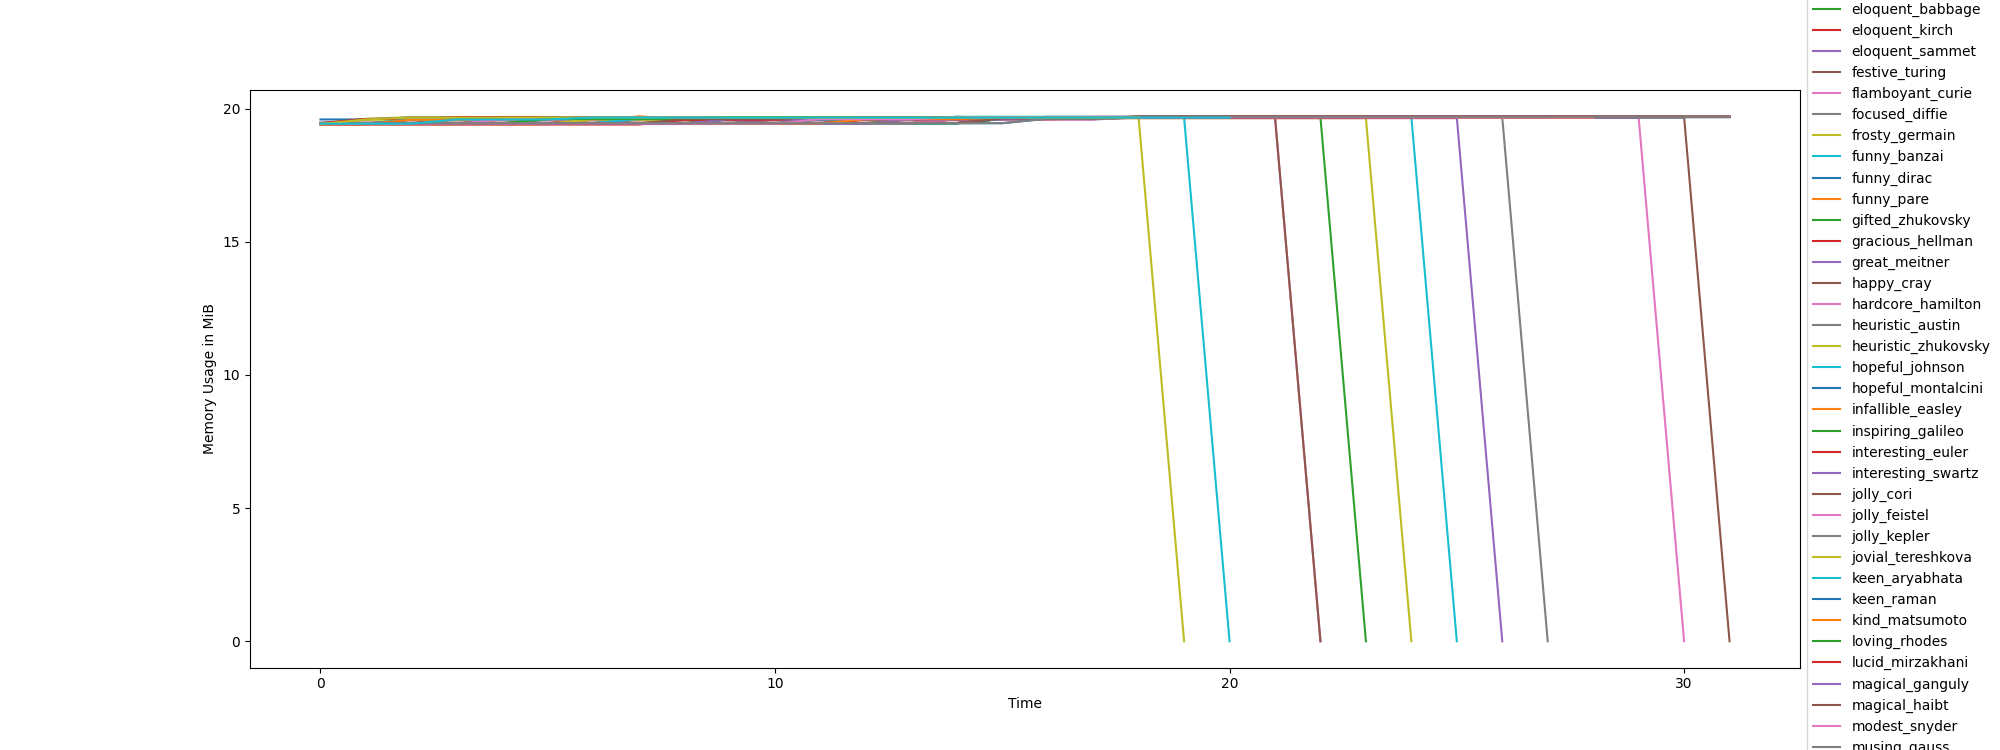 20
15
10
5
0
Memory Usage in MiB
0
10
20
30
Time
eloquent_babbage
eloquent_kirch
eloquent_sammet
festive_turing
flamboyant_curie
focused_diffie
frosty_germain
funny_banzai
funny_dirac
funny_pare
gifted_zhukovsky
gracious_hellman
great_meitner
happy_cray
hardcore_hamilton
heuristic_austin
heuristic_zhukovsky
hopeful_johnson
hopeful_montalcini
infallible_easley
inspiring_galileo
interesting_euler
interesting_swartz
jolly_cori
jolly_feistel
jolly_kepler
jovial_tereshkova
keen_aryabhata
keen_raman
kind_matsumoto
loving_rhodes
lucid_mirzakhani
magical_ganguly
magical_haibt
modest_snyder
musing_gauss